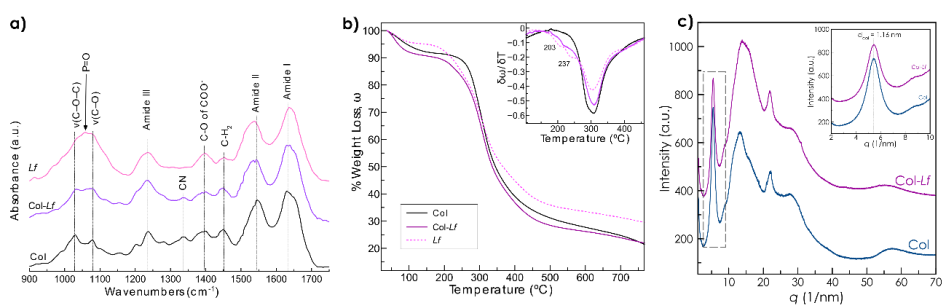 a)
Absorbance (a.u.)
ν(C–O–C)
P=O
ν(C–O)
Amide III
CN
C-O of COO⁻
C-H₂
Amide II
Amide I
Lf
Col-Lf
Col
900 1000 1100 1200 1300 1400 1500 1600 1700
Wavenumbers (cm⁻¹)
b)
% Weight Loss, ω
100
90
80
70
60
50
40
30
20
Col
Col-Lf
Lf
100 200 300 400 500 600 700
Temperature (ºC)
δω/δT
0.0
−0.1
−0.2
−0.3
−0.4
−0.5
−0.6
203
237
100 300 500
Temperature (ºC)
c)
Intensity (a.u.)
1000
800
600
400
200
Col-Lf
Col
0 10 20 30 40 50 60 70
q (1/nm)
d_col = 1.16 nm
Intensity (a.u.)
1000
800
600
400
200
Col
2 4 6 8 10
q (1/nm)